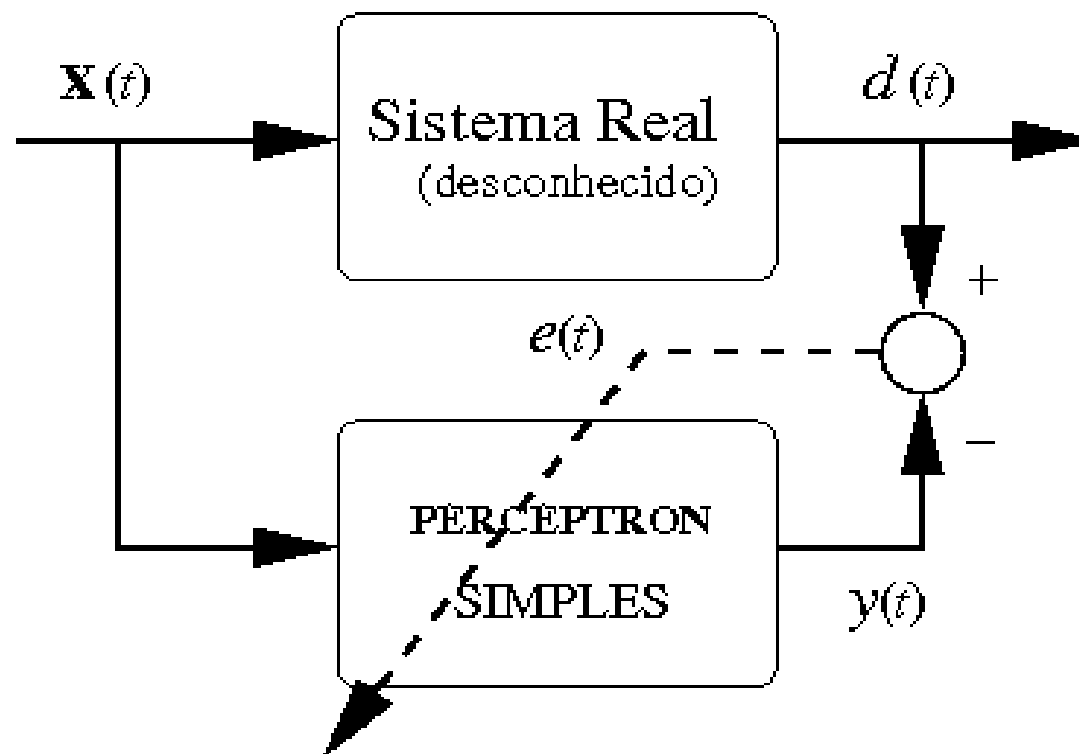 x(t)
d(t)
Sistema Real
(desconhecido)
+
e(t)
−
PERCEPTRON
SIMPLES
y(t)